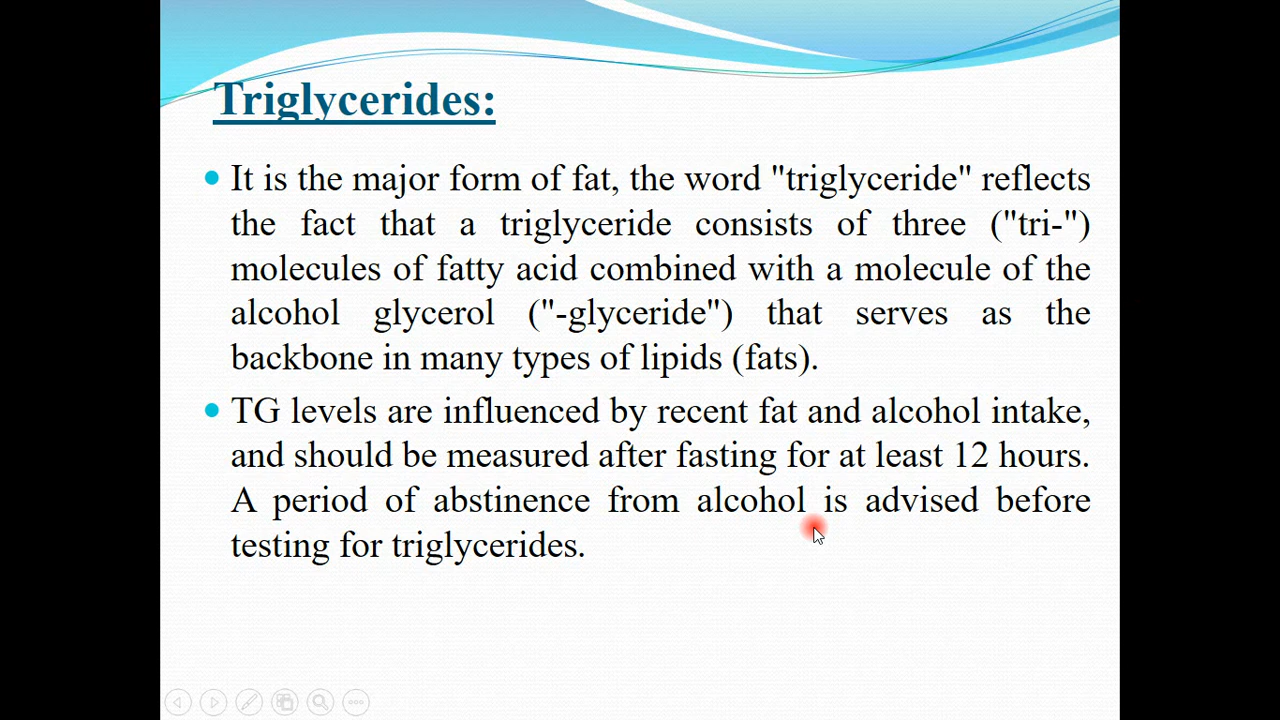 Triglycerides:
It is the major form of fat, the word "triglyceride" reflects
the fact that a triglyceride consists of three ("tri-")
molecules of fatty acid combined with a molecule of the
alcohol glycerol ("-glyceride") that serves as the
backbone in many types of lipids (fats).
TG levels are influenced by recent fat and alcohol intake,
and should be measured after fasting for at least 12 hours.
A period of abstinence from alcohol is advised before
testing for triglycerides.